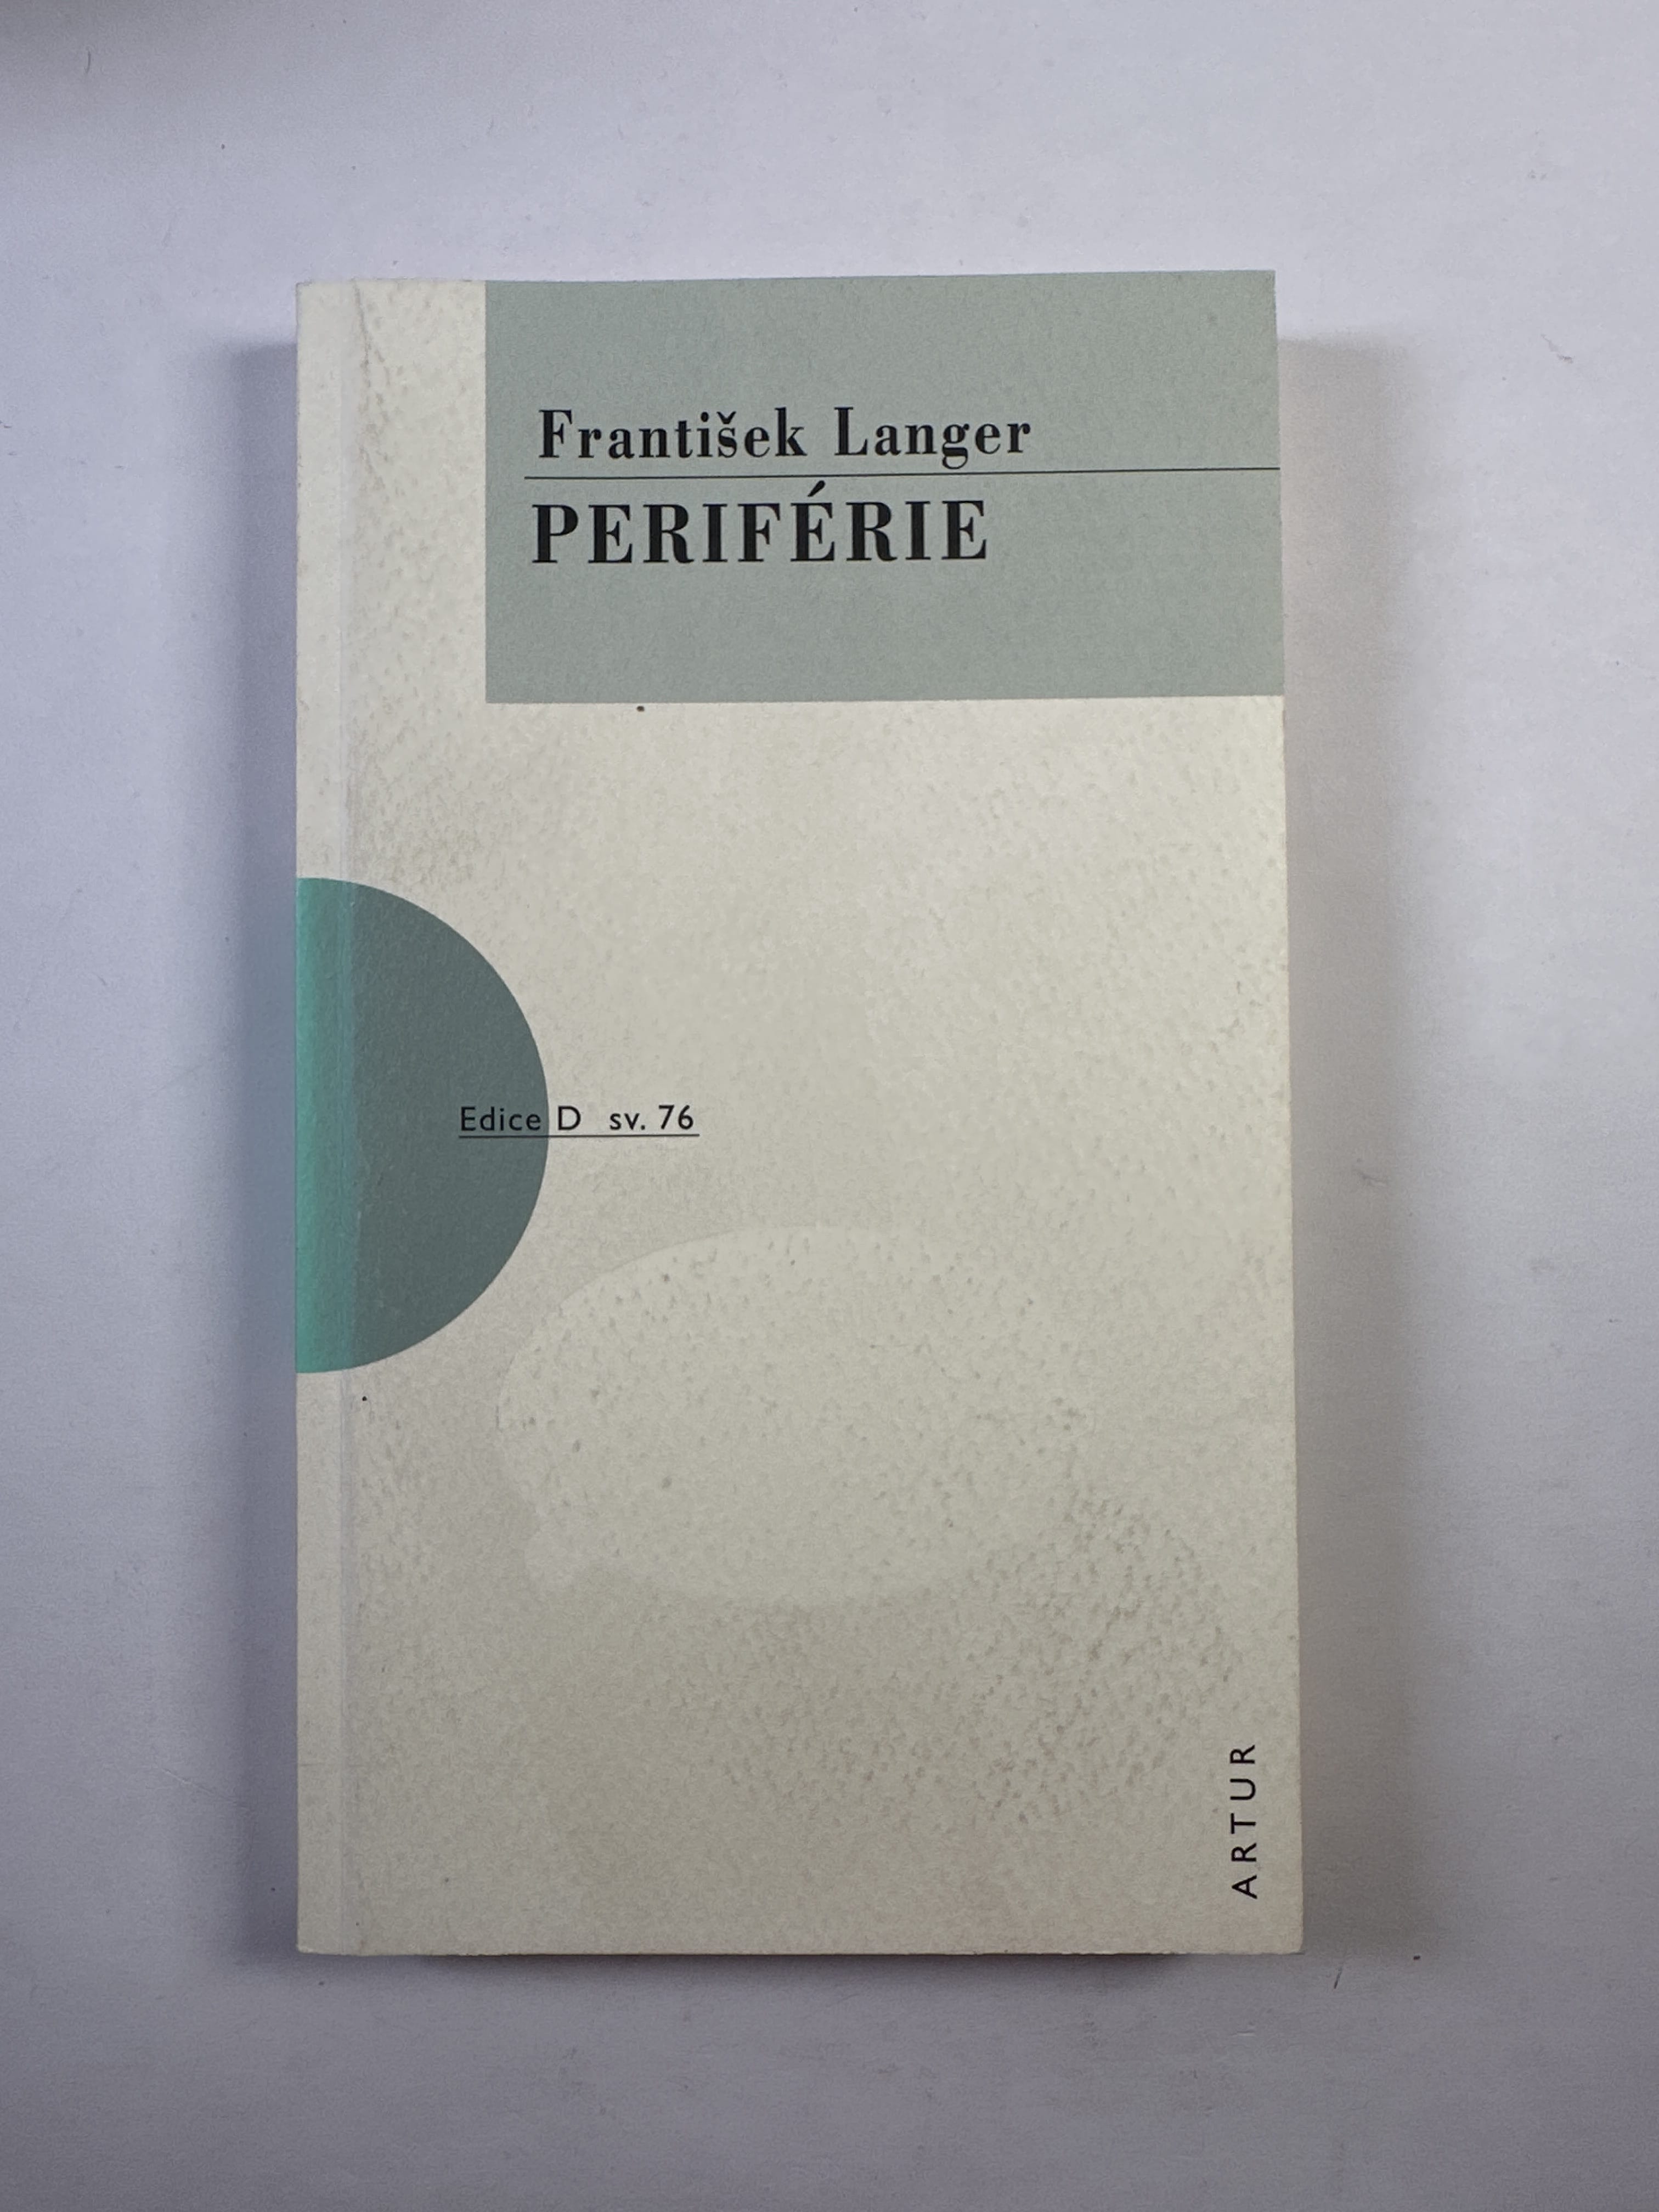 František Langer
PERIFÉRIE
Edice D sv. 76
ARTUR